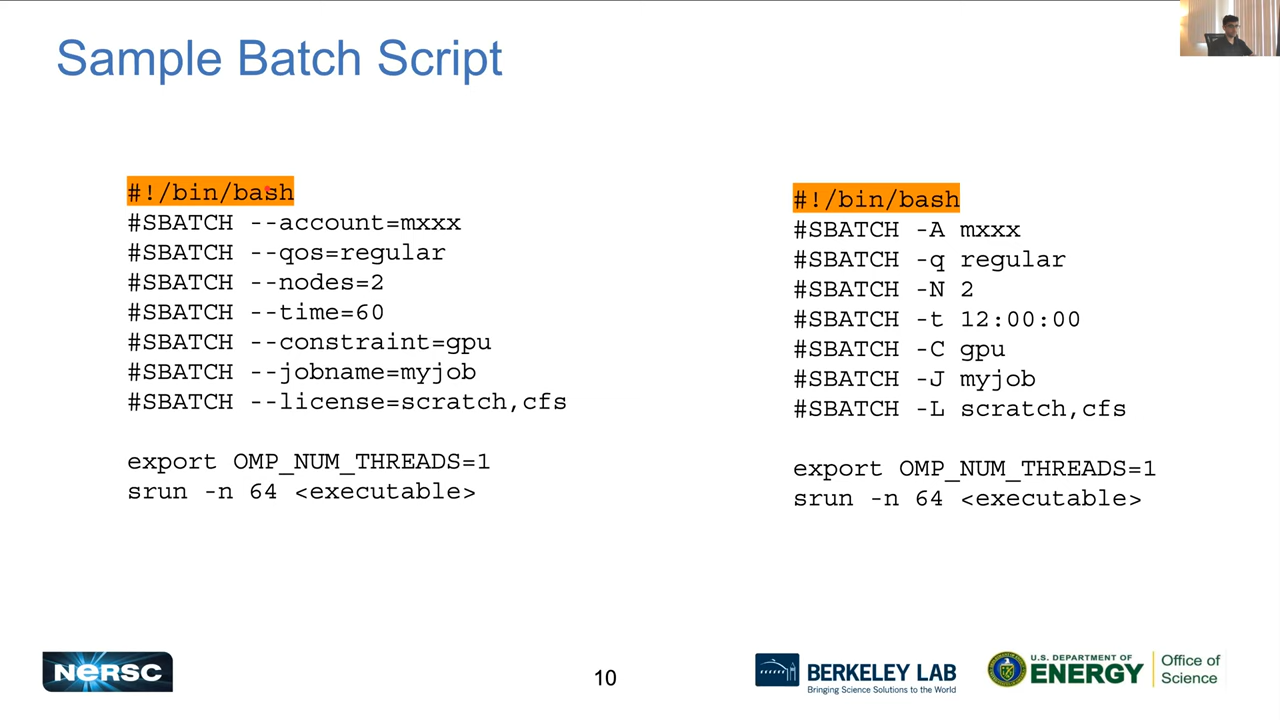 Sample Batch Script
#!/bin/bash
#SBATCH --account=mxxx
#SBATCH --qos=regular
#SBATCH --nodes=2
#SBATCH --time=60
#SBATCH --constraint=gpu
#SBATCH --jobname=myjob
#SBATCH --license=scratch,cfs
export OMP_NUM_THREADS=1
srun -n 64 <executable>
#!/bin/bash
#SBATCH -A mxxx
#SBATCH -q regular
#SBATCH -N 2
#SBATCH -t 12:00:00
#SBATCH -C gpu
#SBATCH -J myjob
#SBATCH -L scratch,cfs
export OMP_NUM_THREADS=1
srun -n 64 <executable>
NERSC
10
BERKELEY LAB
Bringing Science Solutions to the World
U.S. DEPARTMENT OF
ENERGY
Office of
Science